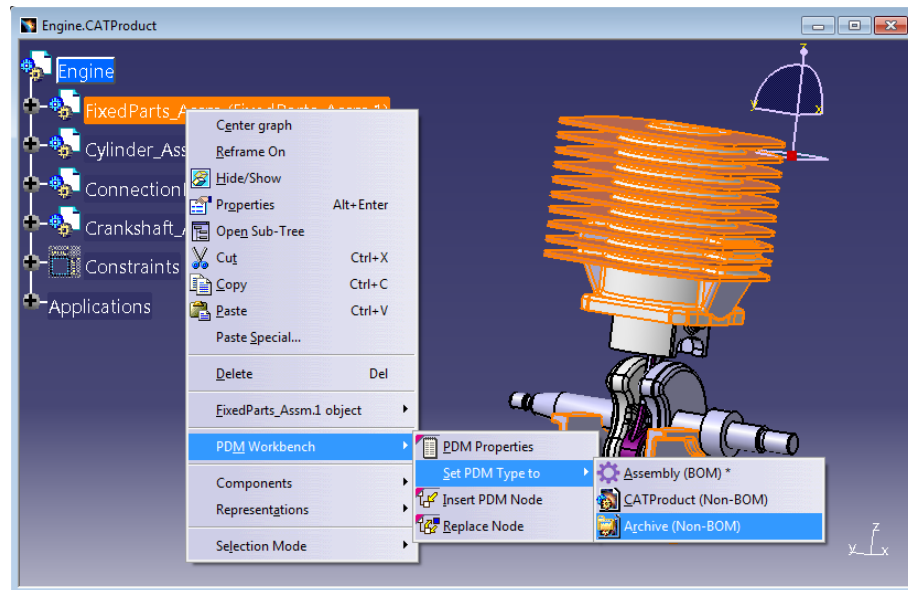 Engine.CATProduct
Engine
FixedParts_Assm (FixedParts_Assm.1)
Cylinder_Ass
Connection
Crankshaft_
Constraints
Applications
Center graph
Reframe On
Hide/Show
Properties Alt+Enter
Open Sub-Tree
Cut Ctrl+X
Copy Ctrl+C
Paste Ctrl+V
Paste Special...
Delete Del
FixedParts_Assm.1 object
PDM Workbench
Components
Representations
Selection Mode
PDM Properties
Set PDM Type to
Insert PDM Node
Replace Node
Assembly (BOM) *
CATProduct (Non-BOM)
Archive (Non-BOM)
z
y
x
z
y
x